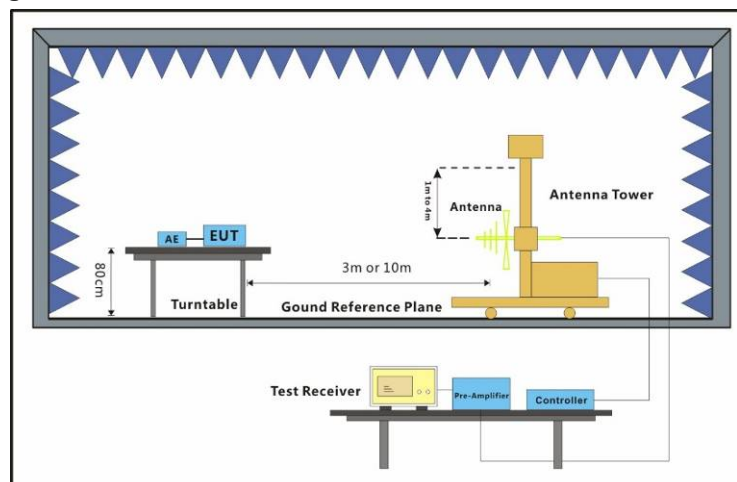 1m to 4m
Antenna
Antenna Tower
AE
EUT
80cm
3m or 10m
Turntable
Gound Reference Plane
Test Receiver
Pre-Amplifier
Controller